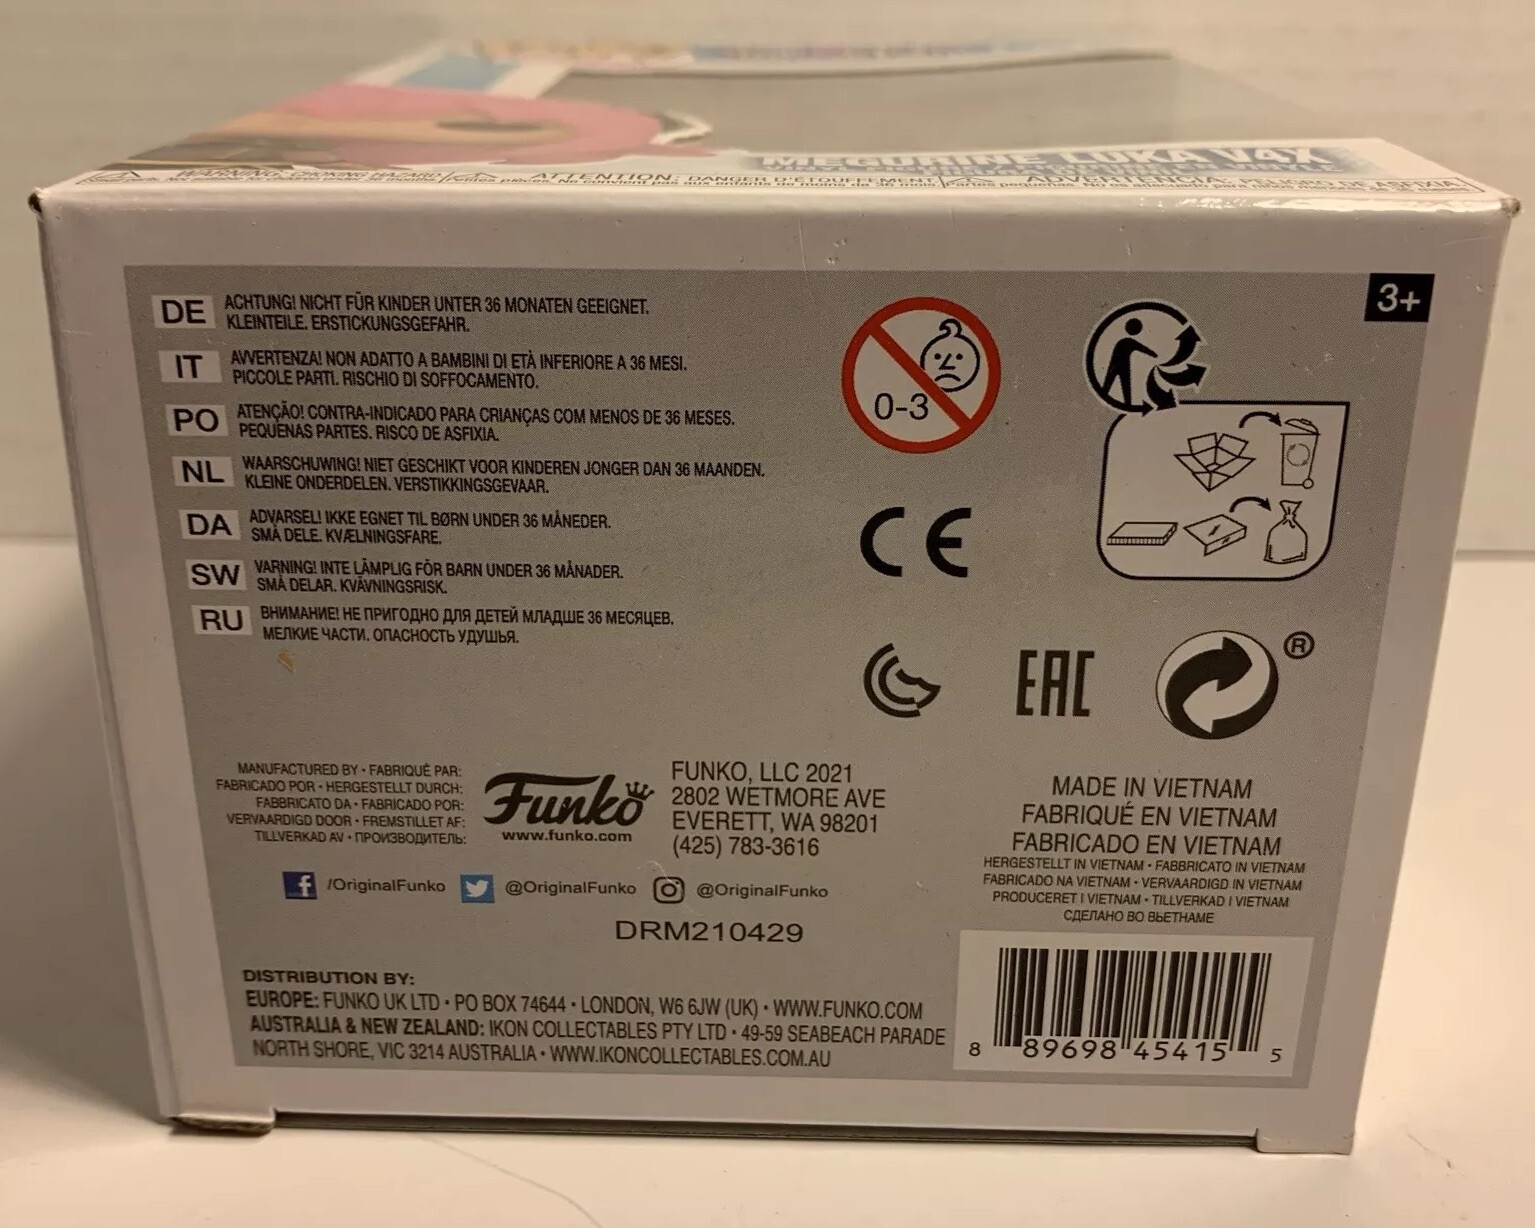 MEGURINE LUKA V4X
WARNING: CHOKING HAZARD
ATTENTION: DANGER D'ÉTOUFFEMENT
ADVERTENCIA: PELIGRO DE ASFIXIA
3+
DE
ACHTUNG! NICHT FÜR KINDER UNTER 36 MONATEN GEEIGNET.
KLEINTEILE. ERSTICKUNGSGEFAHR.
IT
AVVERTENZA! NON ADATTO A BAMBINI DI ETÀ INFERIORE A 36 MESI.
PICCOLE PARTI. RISCHIO DI SOFFOCAMENTO.
PO
ATENÇÃO! CONTRA-INDICADO PARA CRIANÇAS COM MENOS DE 36 MESES.
PEQUENAS PARTES. RISCO DE ASFIXIA.
NL
WAARSCHUWING! NIET GESCHIKT VOOR KINDEREN JONGER DAN 36 MAANDEN.
KLEINE ONDERDELEN. VERSTIKKINGSGEVAAR.
DA
ADVARSEL! IKKE EGNET TIL BØRN UNDER 36 MÅNEDER.
SMÅ DELE. KVÆLNINGSFARE.
SW
VARNING! INTE LÄMPLIG FÖR BARN UNDER 36 MÅNADER.
SMÅ DELAR. KVÄVNINGSRISK.
RU
ВНИМАНИЕ! НЕ ПРИГОДНО ДЛЯ ДЕТЕЙ МЛАДШЕ 36 МЕСЯЦЕВ.
МЕЛКИЕ ЧАСТИ. ОПАСНОСТЬ УДУШЬЯ.
0-3
CE
EAC
®
MANUFACTURED BY • FABRIQUÉ PAR:
FABRICADO POR • HERGESTELLT DURCH:
FABBRICATO DA • FABRICADO POR:
VERVAARDIGD DOOR • FREMSTILLET AF:
TILLVERKAD AV • ПРОИЗВОДИТЕЛЬ:
Funko
www.funko.com
FUNKO, LLC 2021
2802 WETMORE AVE
EVERETT, WA 98201
(425) 783-3616
/OriginalFunko @OriginalFunko @OriginalFunko
DRM210429
MADE IN VIETNAM
FABRIQUÉ EN VIETNAM
FABRICADO EN VIETNAM
HERGESTELLT IN VIETNAM • FABBRICATO IN VIETNAM
FABRICADO NA VIETNAM • VERVAARDIGD IN VIETNAM
PRODUCERET I VIETNAM • TILLVERKAD I VIETNAM
СДЕЛАНО ВО ВЬЕТНАМЕ
DISTRIBUTION BY:
EUROPE: FUNKO UK LTD • PO BOX 74644 • LONDON, W6 6JW (UK) • WWW.FUNKO.COM
AUSTRALIA & NEW ZEALAND: IKON COLLECTABLES PTY LTD • 49-59 SEABEACH PARADE
NORTH SHORE, VIC 3214 AUSTRALIA • WWW.IKONCOLLECTABLES.COM.AU
8 89698 45415 5